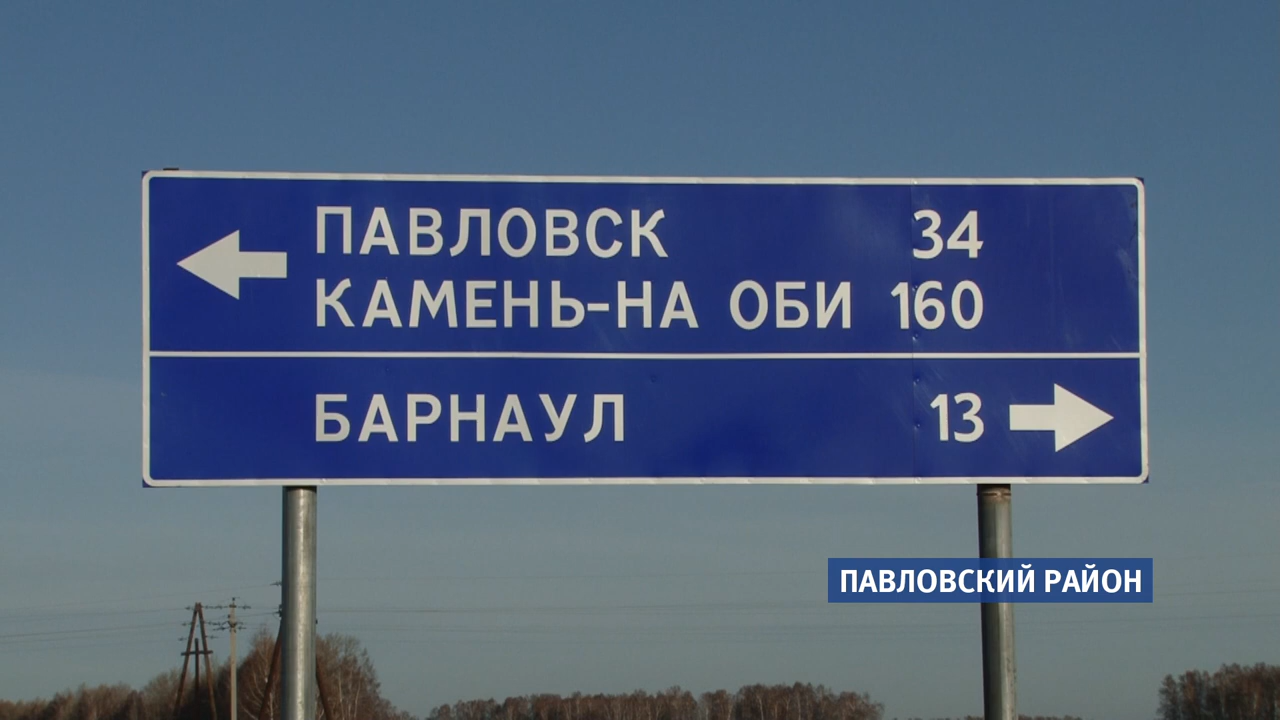 ПАВЛОВСК 34
КАМЕНЬ-НА ОБИ 160
БАРНАУЛ 13
ПАВЛОВСКИЙ РАЙОН